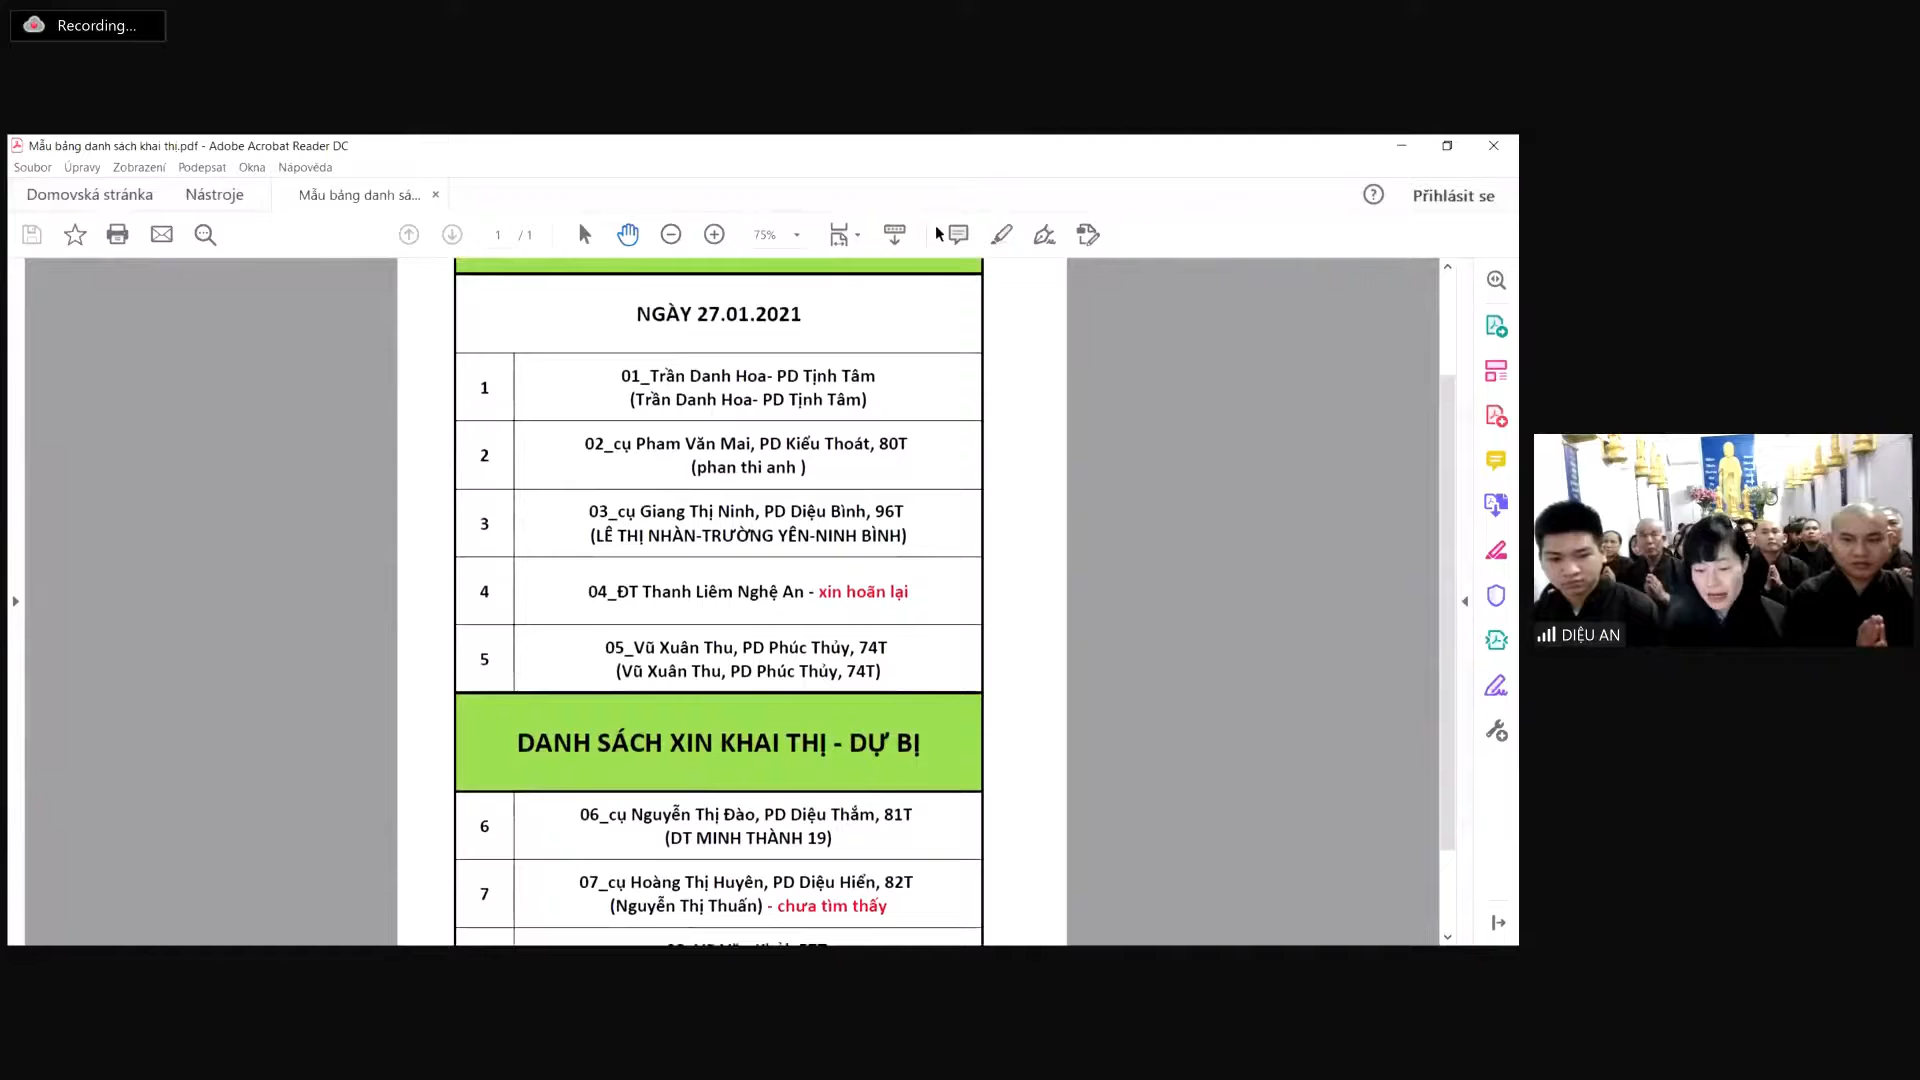 Recording...
Mẫu bảng danh sách khai thị.pdf - Adobe Acrobat Reader DC
Soubor Úpravy Zobrazení Podepsat Okna Nápověda
Domovská stránka Nástroje Mẫu bảng danh sá... × Přihlásit se
1 / 1 75%
NGÀY 27.01.2021
1
01_Trần Danh Hoa- PD Tịnh Tâm
(Trần Danh Hoa- PD Tịnh Tâm)
2
02_cụ Pham Văn Mai, PD Kiểu Thoát, 80T
(phan thi anh )
3
03_cụ Giang Thị Ninh, PD Diệu Bình, 96T
(LÊ THỊ NHÀN-TRƯỜNG YÊN-NINH BÌNH)
4
04_ĐT Thanh Liêm Nghệ An - xin hoãn lại
5
05_Vũ Xuân Thu, PD Phúc Thủy, 74T
(Vũ Xuân Thu, PD Phúc Thủy, 74T)
DANH SÁCH XIN KHAI THỊ - DỰ BỊ
6
06_cụ Nguyễn Thị Đào, PD Diệu Thắm, 81T
(DT MINH THÀNH 19)
7
07_cụ Hoàng Thị Huyên, PD Diệu Hiển, 82T
(Nguyễn Thị Thuấn) - chưa tìm thấy
DIỆU AN